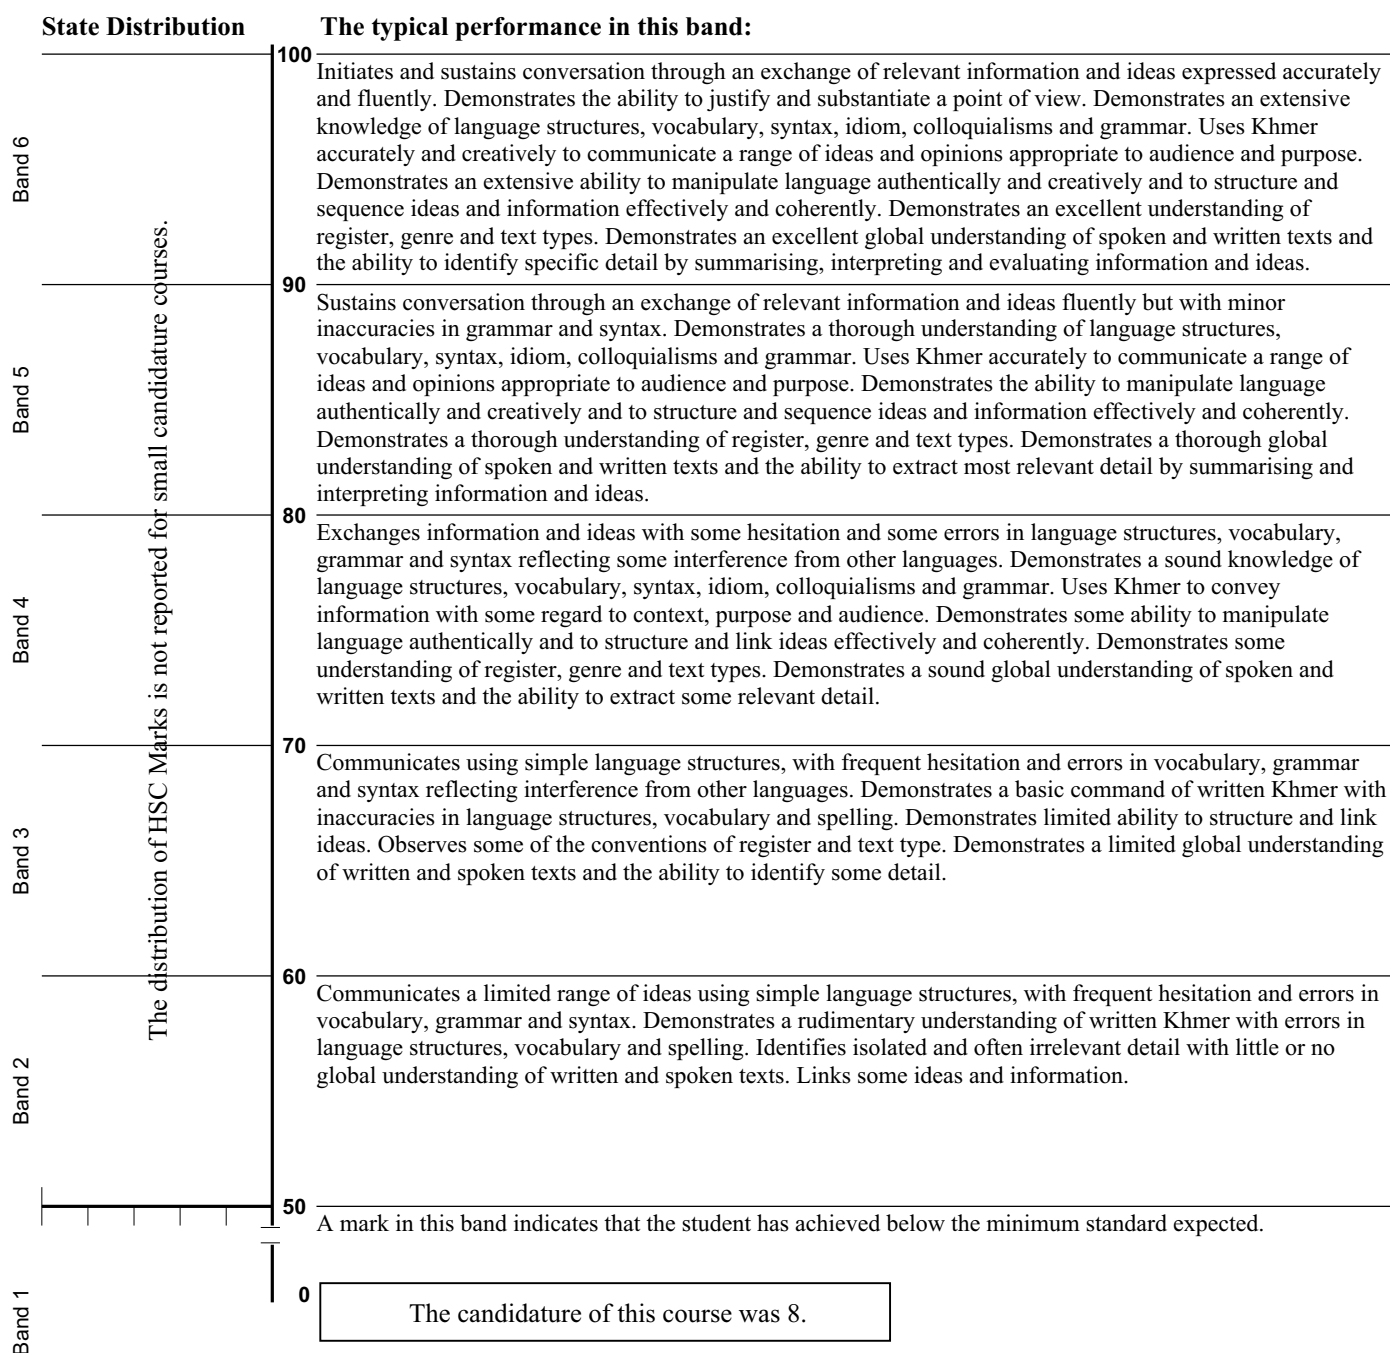 State Distribution
The typical performance in this band:
100
Initiates and sustains conversation through an exchange of relevant information and ideas expressed accurately
and fluently. Demonstrates the ability to justify and substantiate a point of view. Demonstrates an extensive
knowledge of language structures, vocabulary, syntax, idiom, colloquialisms and grammar. Uses Khmer
accurately and creatively to communicate a range of ideas and opinions appropriate to audience and purpose.
Demonstrates an extensive ability to manipulate language authentically and creatively and to structure and
sequence ideas and information effectively and coherently. Demonstrates an excellent understanding of
register, genre and text types. Demonstrates an excellent global understanding of spoken and written texts and
the ability to identify specific detail by summarising, interpreting and evaluating information and ideas.
Band 6
90
Sustains conversation through an exchange of relevant information and ideas fluently but with minor
inaccuracies in grammar and syntax. Demonstrates a thorough understanding of language structures,
vocabulary, syntax, idiom, colloquialisms and grammar. Uses Khmer accurately to communicate a range of
ideas and opinions appropriate to audience and purpose. Demonstrates the ability to manipulate language
authentically and creatively and to structure and sequence ideas and information effectively and coherently.
Demonstrates a thorough understanding of register, genre and text types. Demonstrates a thorough global
understanding of spoken and written texts and the ability to extract most relevant detail by summarising and
interpreting information and ideas.
Band 5
80
Exchanges information and ideas with some hesitation and some errors in language structures, vocabulary,
grammar and syntax reflecting some interference from other languages. Demonstrates a sound knowledge of
language structures, vocabulary, syntax, idiom, colloquialisms and grammar. Uses Khmer to convey
information with some regard to context, purpose and audience. Demonstrates some ability to manipulate
language authentically and to structure and link ideas effectively and coherently. Demonstrates some
understanding of register, genre and text types. Demonstrates a sound global understanding of spoken and
written texts and the ability to extract some relevant detail.
Band 4
The distribution of HSC Marks is not reported for small candidature courses.
70
Communicates using simple language structures, with frequent hesitation and errors in vocabulary, grammar
and syntax reflecting interference from other languages. Demonstrates a basic command of written Khmer with
inaccuracies in language structures, vocabulary and spelling. Demonstrates limited ability to structure and link
ideas. Observes some of the conventions of register and text type. Demonstrates a limited global understanding
of written and spoken texts and the ability to identify some detail.
Band 3
60
Communicates a limited range of ideas using simple language structures, with frequent hesitation and errors in
vocabulary, grammar and syntax. Demonstrates a rudimentary understanding of written Khmer with errors in
language structures, vocabulary and spelling. Identifies isolated and often irrelevant detail with little or no
global understanding of written and spoken texts. Links some ideas and information.
Band 2
50
A mark in this band indicates that the student has achieved below the minimum standard expected.
0
Band 1
The candidature of this course was 8.